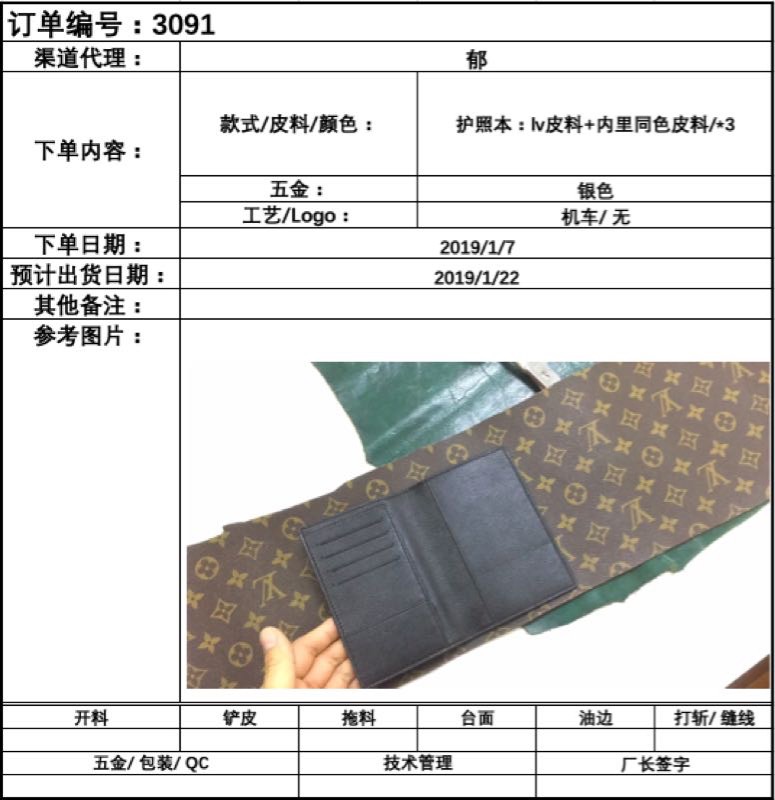 订单编号：3091
渠道代理：
郁
下单内容：
款式/皮料/颜色：
护照本：lv皮料+内里同色皮料/*3
五金：
银色
工艺/Logo：
机车/ 无
下单日期：
2019/1/7
预计出货日期：
2019/1/22
其他备注：
参考图片：
开料
铲皮
拖料
台面
油边
打斩/ 缝线
五金/ 包装/ QC
技术管理
厂长签字